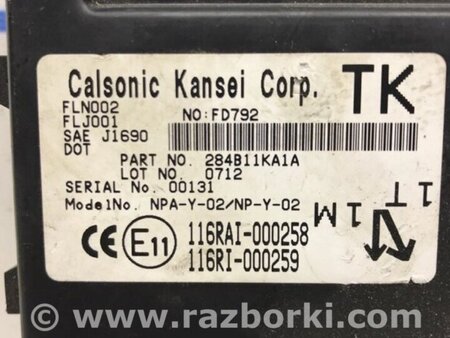 Calsonic Kansei Corp. TK
FLN002 NO:FD792
FLJ001
SAE J1690
DOT
PART NO. 284B11KA1A
LOT NO. 0712
SERIAL No. 00131
ModelNo. NPA-Y-02/NP-Y-02
1T
1M
CE E11 116RAI-000258
116RI-000259
© www.razborki.com